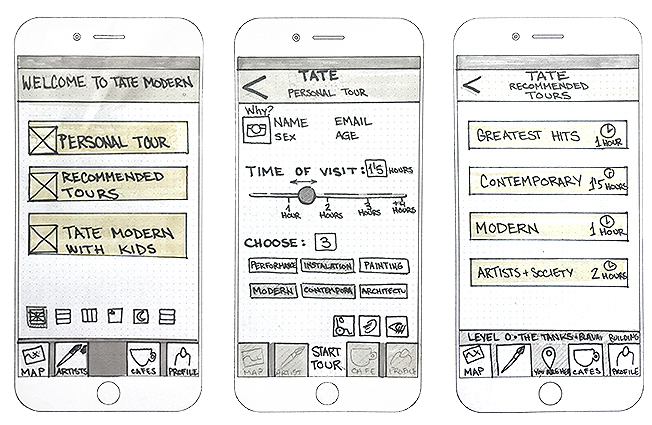 WELCOME TO TATE MODERN
PERSONAL TOUR
RECOMMENDED
TOURS
TATE MODERN
WITH KIDS
MAP
ARTISTS
CAFES
PROFILE
TATE
PERSONAL TOUR
Why?
NAME EMAIL
SEX AGE
TIME OF VISIT: 1'5 HOURS
1 HOUR
2 HOURS
3 HOURS
+4 HOURS
CHOOSE: 3
PERFORMANCE INSTALATION PAINTING
MODERN CONTEMPORA ARCHITECTU
MAP
ARTIST
START
TOUR
CAFE
PROFILE
TATE
RECOMMENDED
TOURS
GREATEST HITS 1 HOUR
CONTEMPORARY 1'5 HOURS
MODERN 1 HOUR
ARTISTS + SOCIETY 2 HOURS
LEVEL 0 • THE TANKS + BUILDING
MAP
YOU ARE HER
CAFES
PROFILE